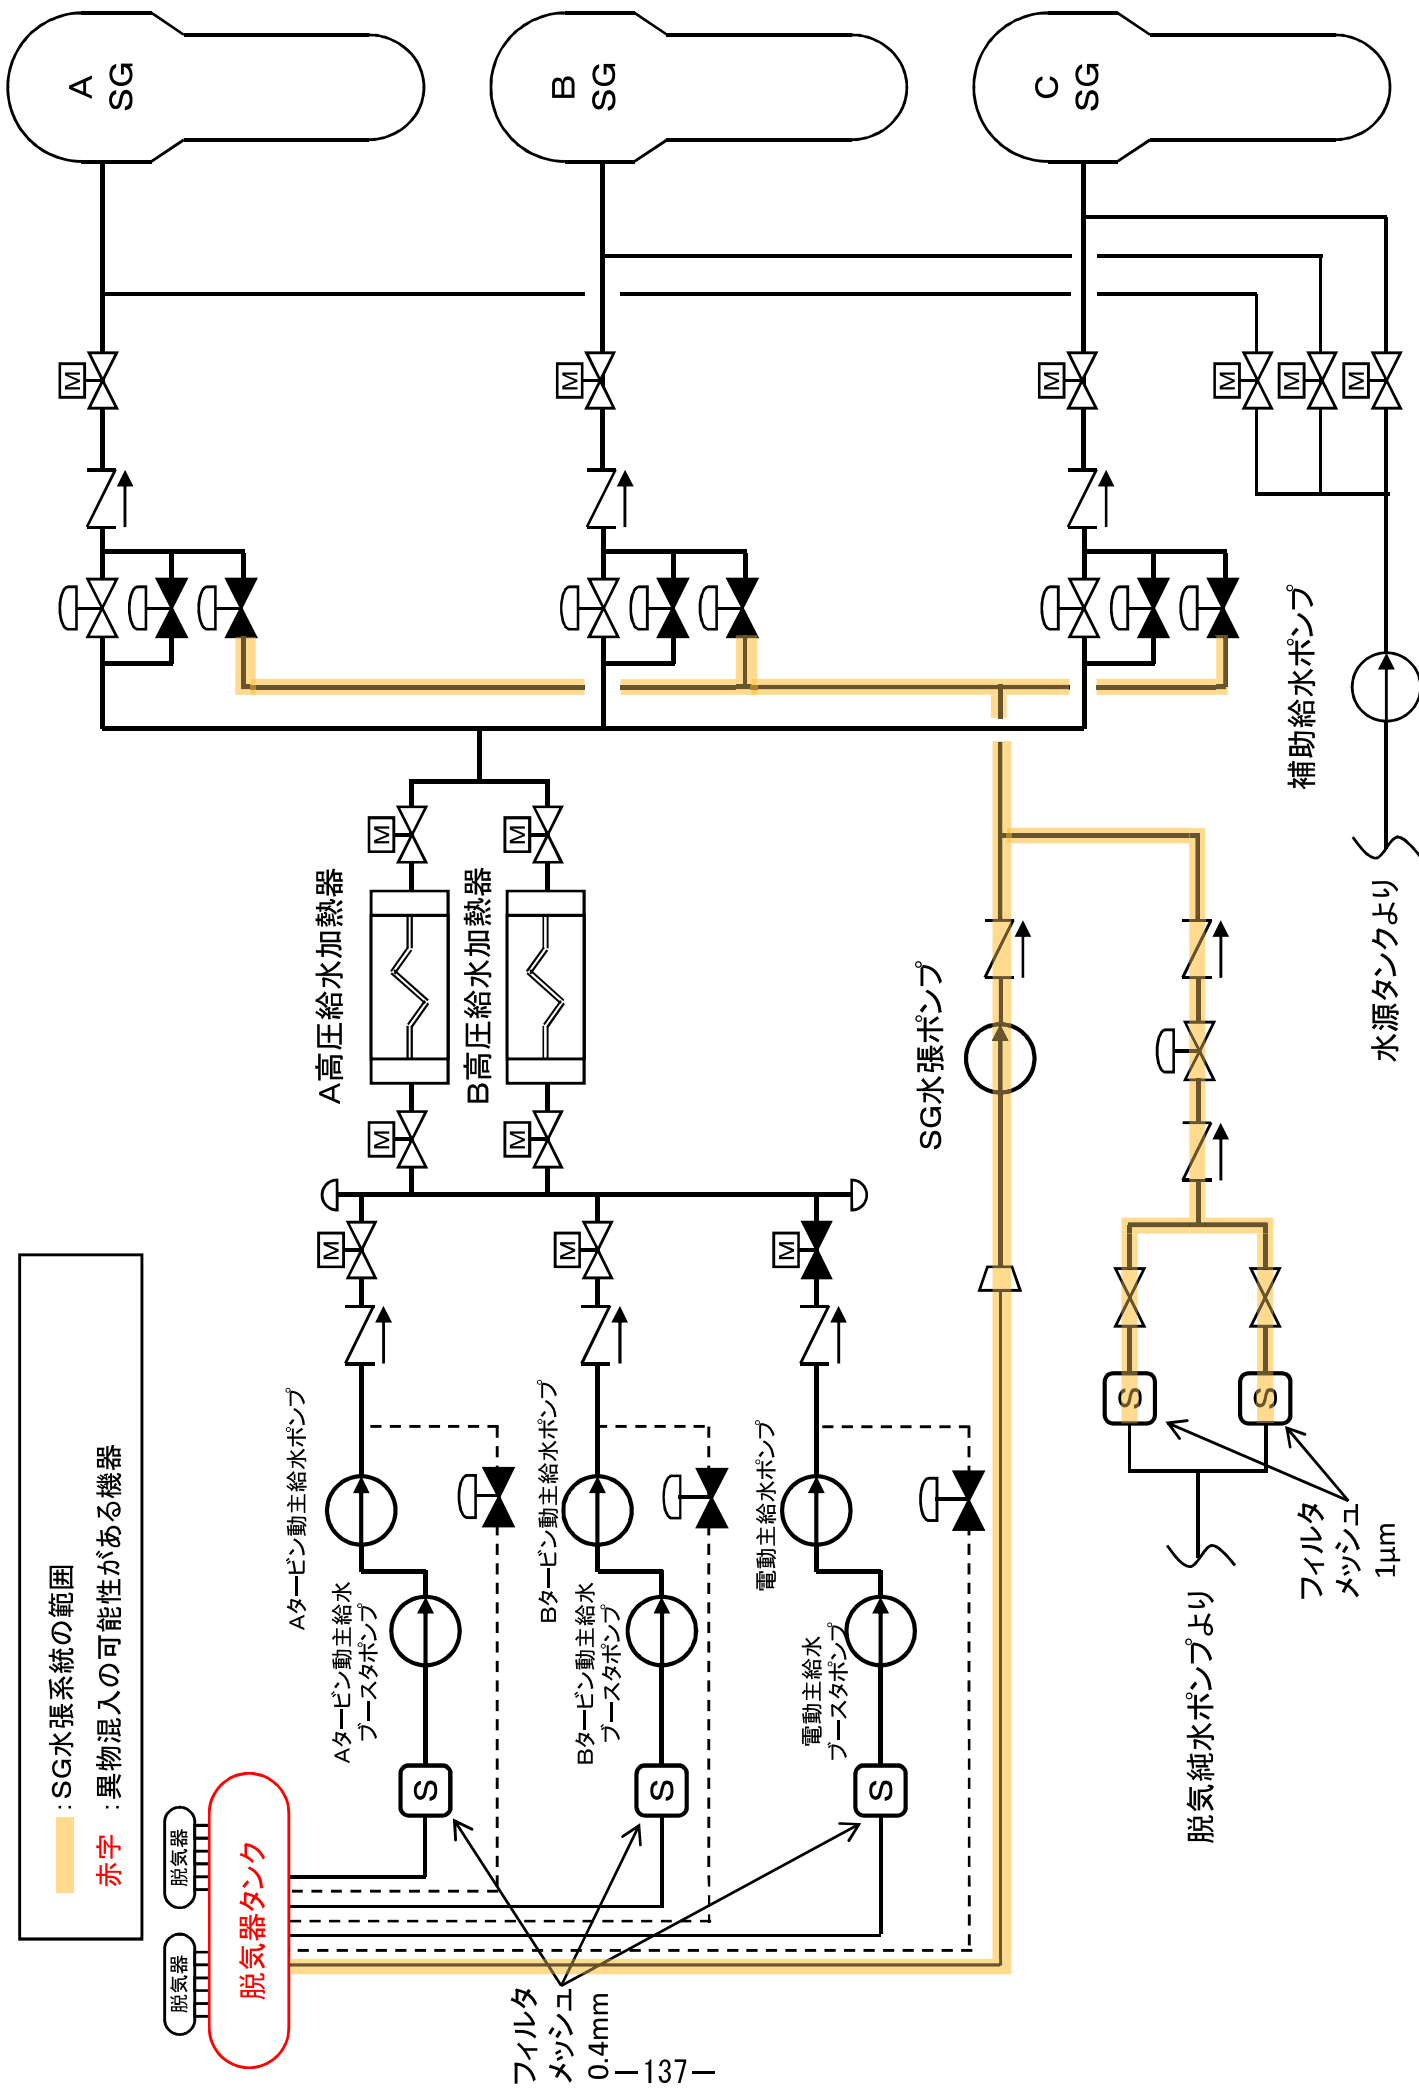 ：SG水張系統の範囲
赤字　：異物混入の可能性がある機器
A
SG
B
SG
C
SG
M
M
M
M
M
M
補助給水ポンプ
水源タンクより
M
M
A高圧給水加熱器
B高圧給水加熱器
M
M
SG水張ポンプ
M
M
M
Aタービン動主給水ポンプ
Bタービン動主給水ポンプ
電動主給水ポンプ
Aタービン動主給水
ブースタポンプ
Bタービン動主給水
ブースタポンプ
電動主給水
ブースタポンプ
S
S
S
S
S
フィルタ
メッシュ
1μm
脱気純水ポンプより
脱気器
脱気器
脱気器タンク
フィルタ
メッシュ
0.4mm
－137－